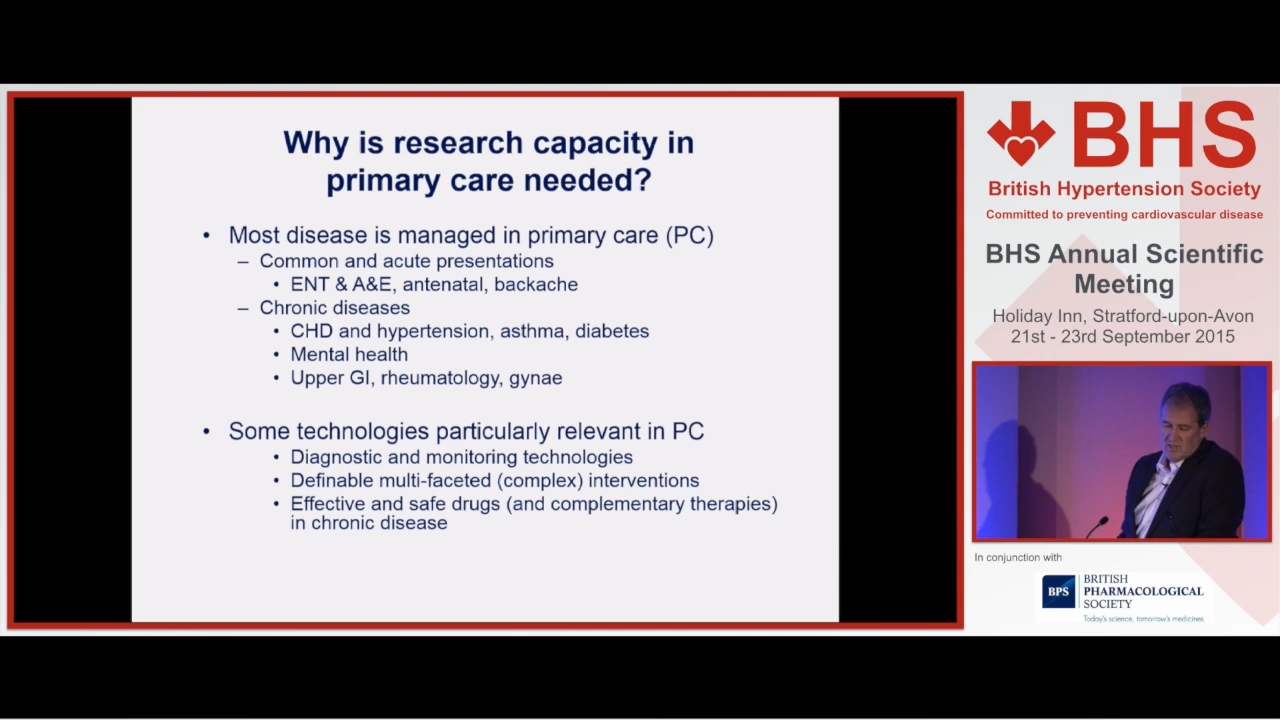 Why is research capacity in
primary care needed?
• Most disease is managed in primary care (PC)
– Common and acute presentations
• ENT & A&E, antenatal, backache
– Chronic diseases
• CHD and hypertension, asthma, diabetes
• Mental health
• Upper GI, rheumatology, gynae
• Some technologies particularly relevant in PC
• Diagnostic and monitoring technologies
• Definable multi-faceted (complex) interventions
• Effective and safe drugs (and complementary therapies)
in chronic disease
BHS
British Hypertension Society
Committed to preventing cardiovascular disease
BHS Annual Scientific
Meeting
Holiday Inn, Stratford-upon-Avon
21st - 23rd September 2015
In conjunction with
BPS
BRITISH
PHARMACOLOGICAL
SOCIETY
Today's science, tomorrow's medicines